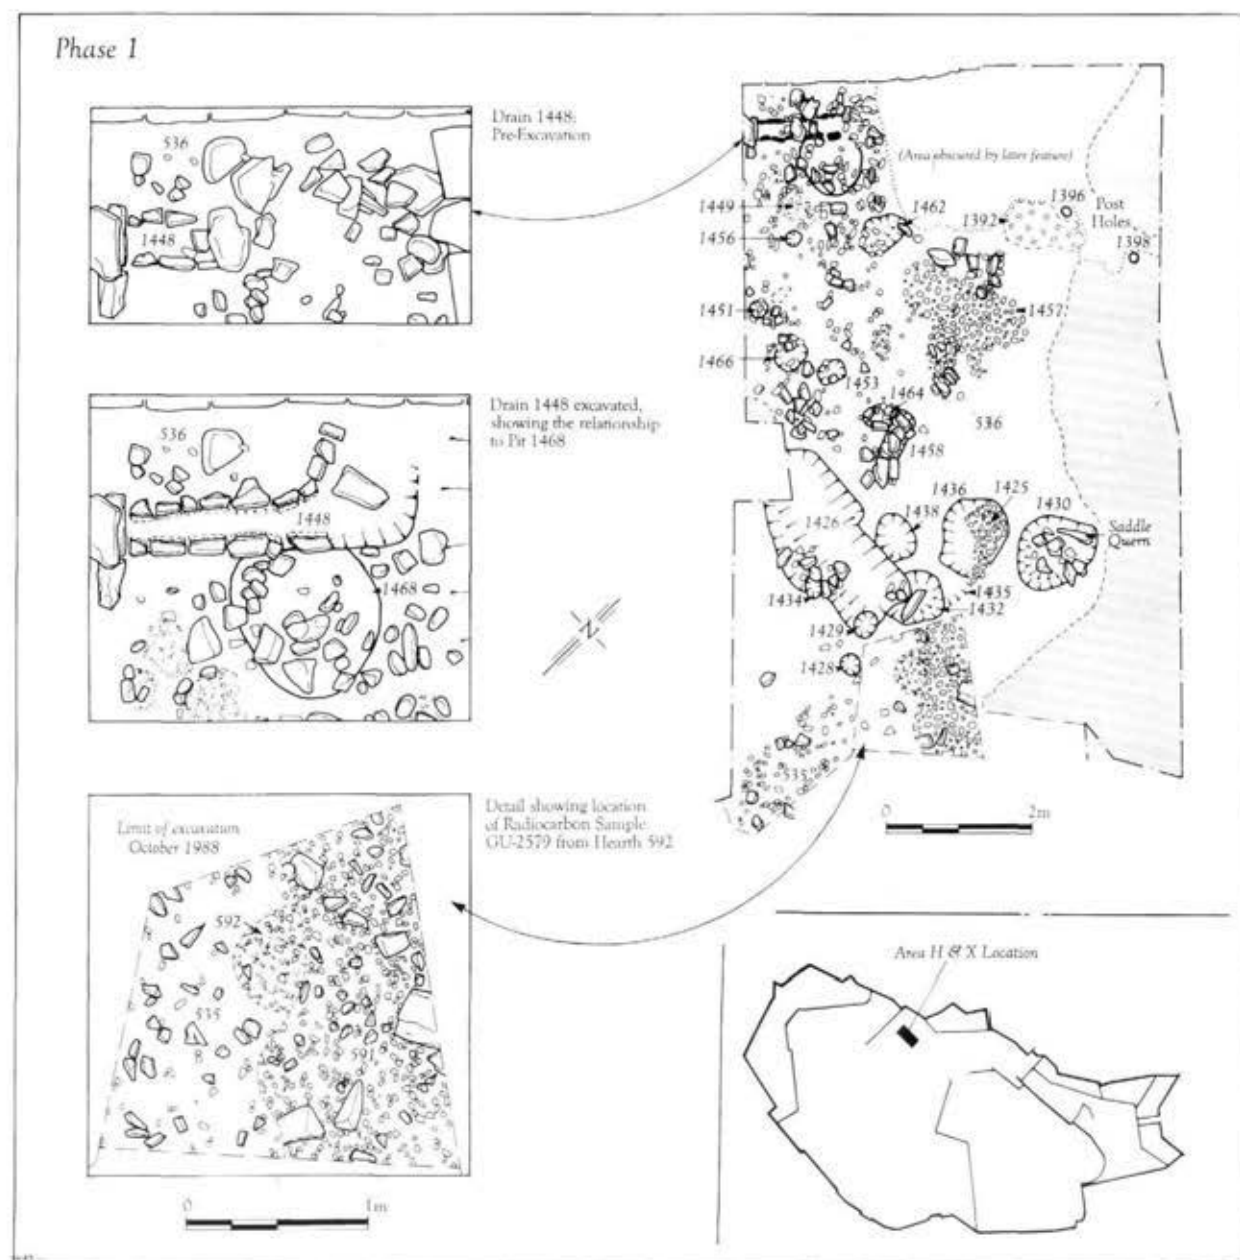 Phase 1
Drain 1448:
Pre-Excavation
536
1448
Drain 1448 excavated,
showing the relationship
to Pit 1468
536
1448
1468
N
Detail showing location
of Radiocarbon Sample
GU-2579 from Hearth 592
Limit of excavation
October 1988
592
535
591
0 1m
(Area obscured by later feature)
1449
1462
1392
1396
Post
Holes
1398
1456
1451
1457
1466
1453
1464
536
1458
1436
1425
1430
1438
1426
Saddle
Quern
1434
1435
1432
1429
1428
535
0 2m
Area H & X Location